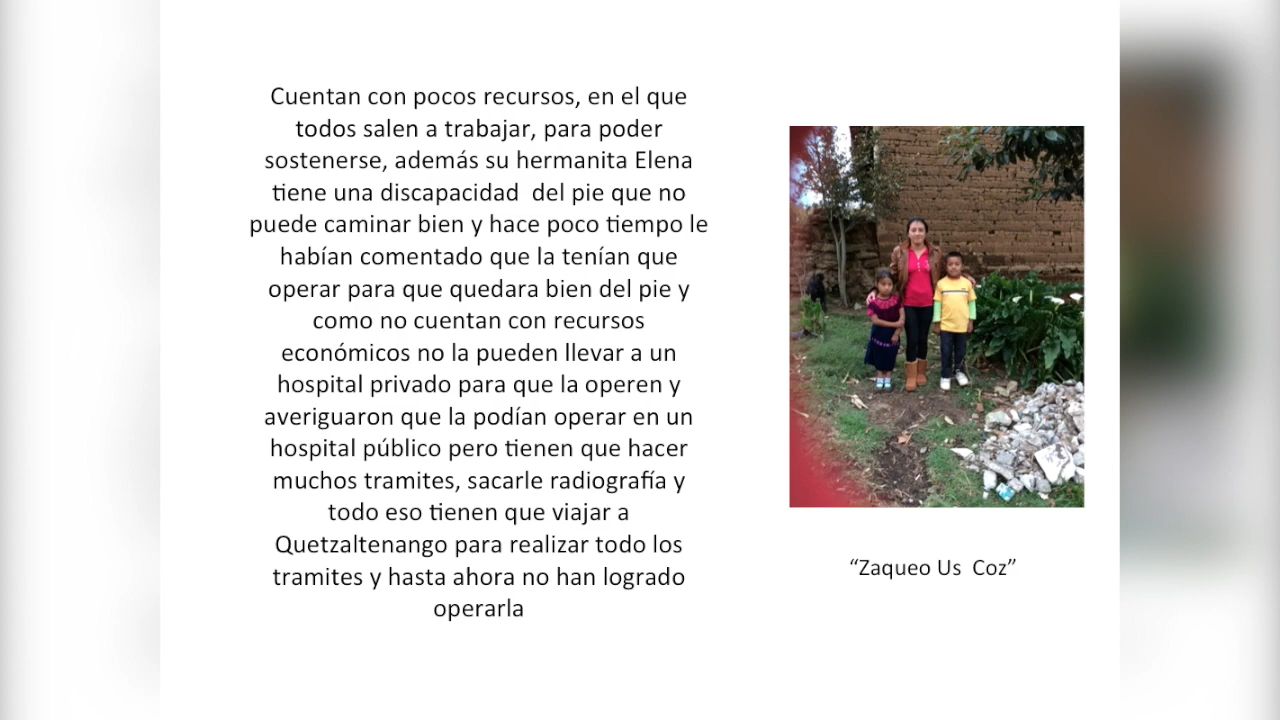 Cuentan con pocos recursos, en el que
todos salen a trabajar, para poder
sostenerse, además su hermanita Elena
tiene una discapacidad  del pie que no
puede caminar bien y hace poco tiempo le
habían comentado que la tenían que
operar para que quedara bien del pie y
como no cuentan con recursos
económicos no la pueden llevar a un
hospital privado para que la operen y
averiguaron que la podían operar en un
hospital público pero tienen que hacer
muchos tramites, sacarle radiografía y
todo eso tienen que viajar a
Quetzaltenango para realizar todo los
tramites y hasta ahora no han logrado
operarla
“Zaqueo Us  Coz”